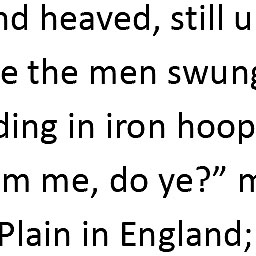 nd heaved, still u
e the men swung
ding in iron hoop
m me, do ye?” m
Plain in England;